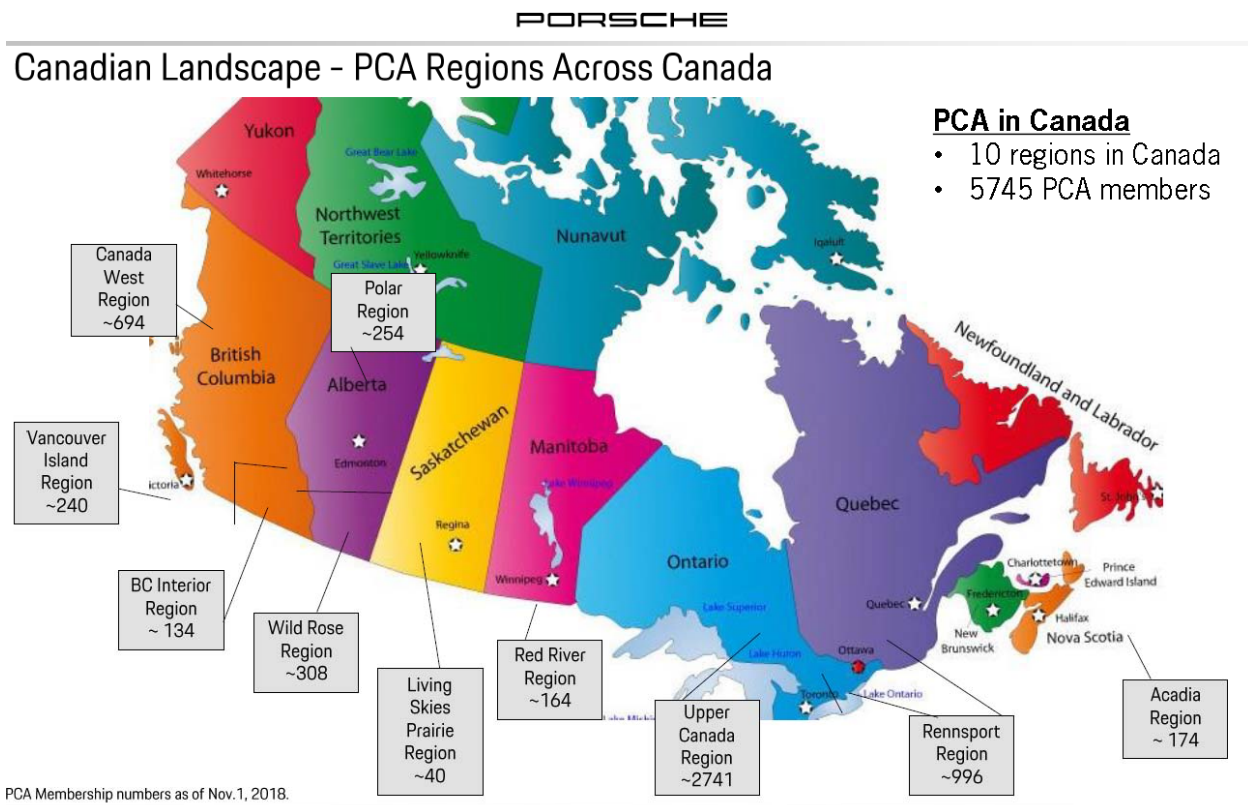 PORSCHE
Canadian Landscape - PCA Regions Across Canada
PCA in Canada
• 10 regions in Canada
• 5745 PCA members
Yukon
Whitehorse
Great Bear Lake
Northwest
Territories
Great Slave Lake
Yellowknife
Nunavut
Iqaluit
Canada
West
Region
~694
Polar
Region
~254
British
Columbia
Alberta
Edmonton
Saskatchewan
Regina
Manitoba
Lake Winnipeg
Winnipeg
Newfoundland and Labrador
St. John's
Vancouver
Island
Region
~240
ictoria
Quebec
Quebec
Ontario
Lake Superior
Lake Huron
Ottawa
Toronto
Lake Ontario
Charlottetown
Prince
Edward Island
Fredericton
New
Brunswick
Halifax
Nova Scotia
BC Interior
Region
~ 134
Wild Rose
Region
~308
Living
Skies
Prairie
Region
~40
Red River
Region
~164
Lake Michi
Upper
Canada
Region
~2741
Rennsport
Region
~996
Acadia
Region
~ 174
PCA Membership numbers as of Nov.1, 2018.